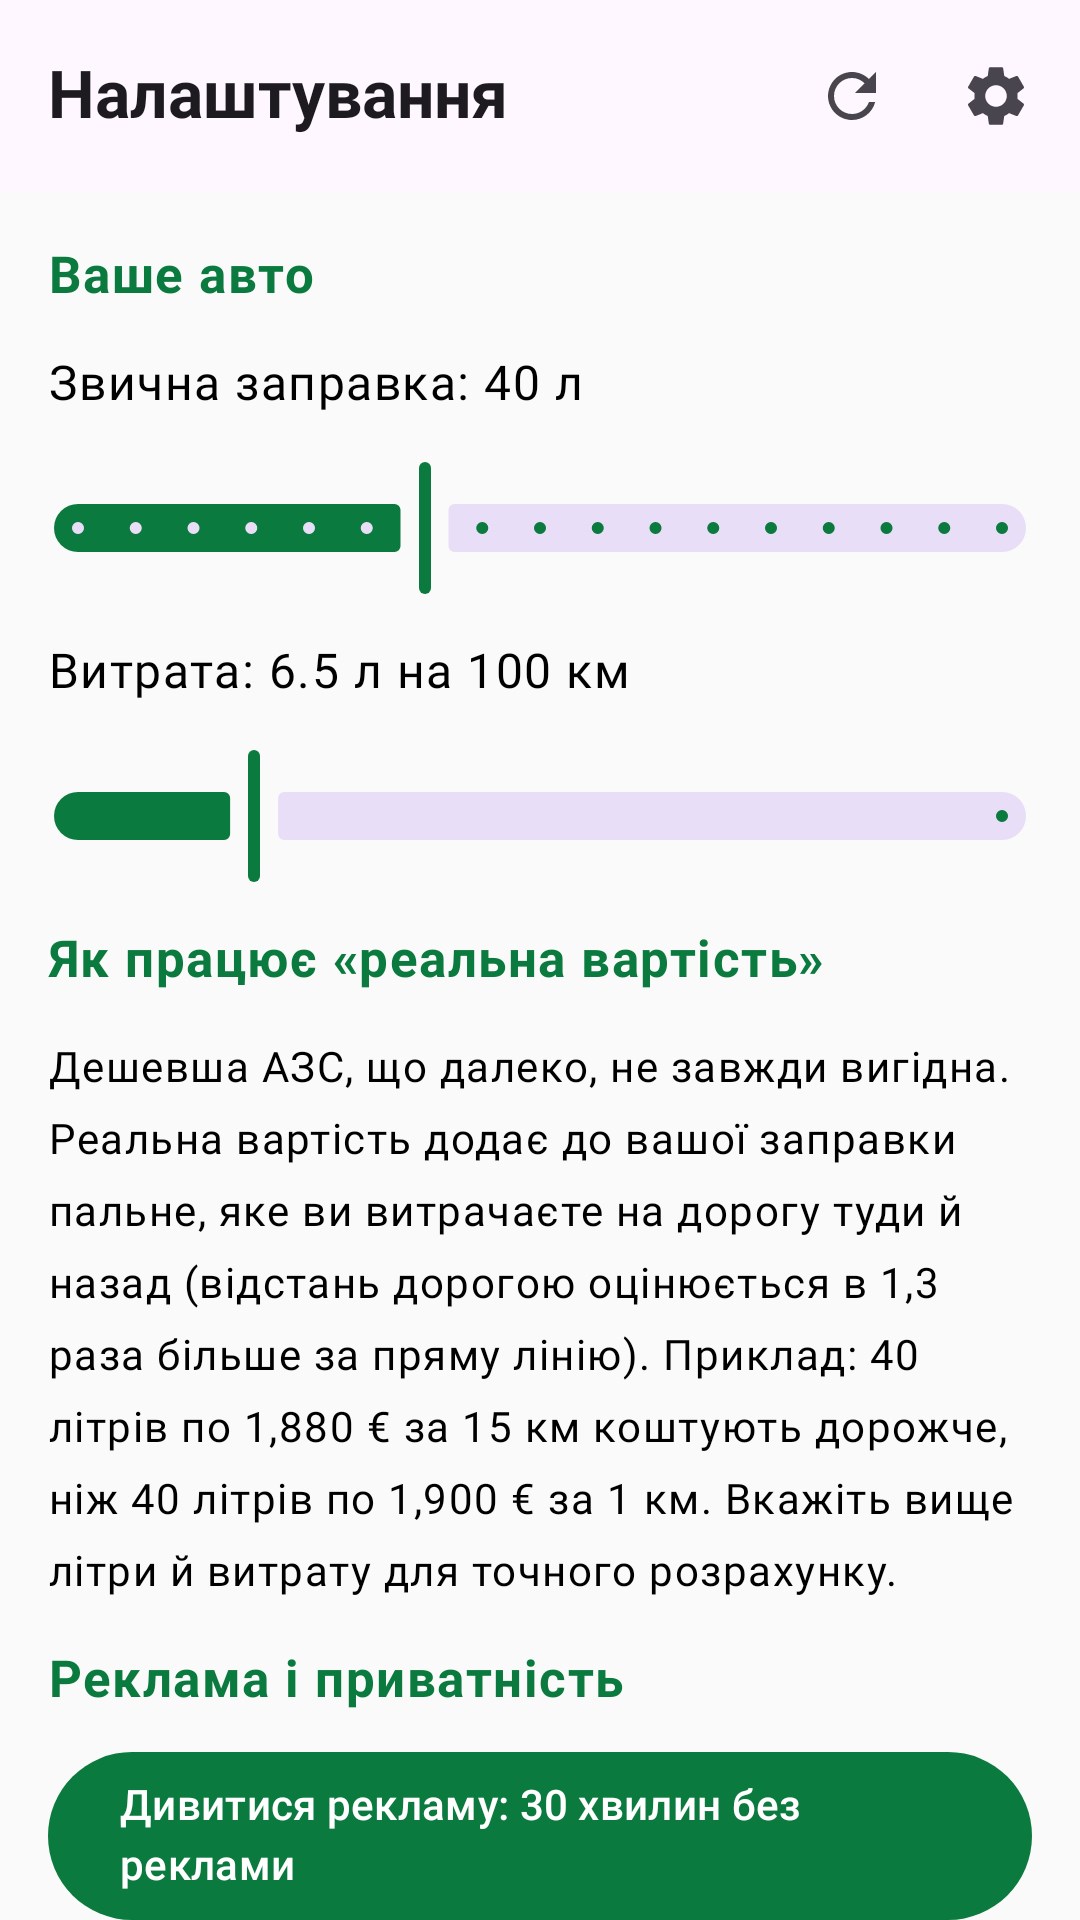 Налаштування
Ваше авто
Звична заправка: 40 л
Витрата: 6.5 л на 100 км
Як працює «реальна вартість»
Дешевша АЗС, що далеко, не завжди вигідна.
Реальна вартість додає до вашої заправки
пальне, яке ви витрачаєте на дорогу туди й
назад (відстань дорогою оцінюється в 1,3
раза більше за пряму лінію). Приклад: 40
літрів по 1,880 € за 15 км коштують дорожче,
ніж 40 літрів по 1,900 € за 1 км. Вкажіть вище
літри й витрату для точного розрахунку.
Реклама і приватність
Дивитися рекламу: 30 хвилин без
реклами